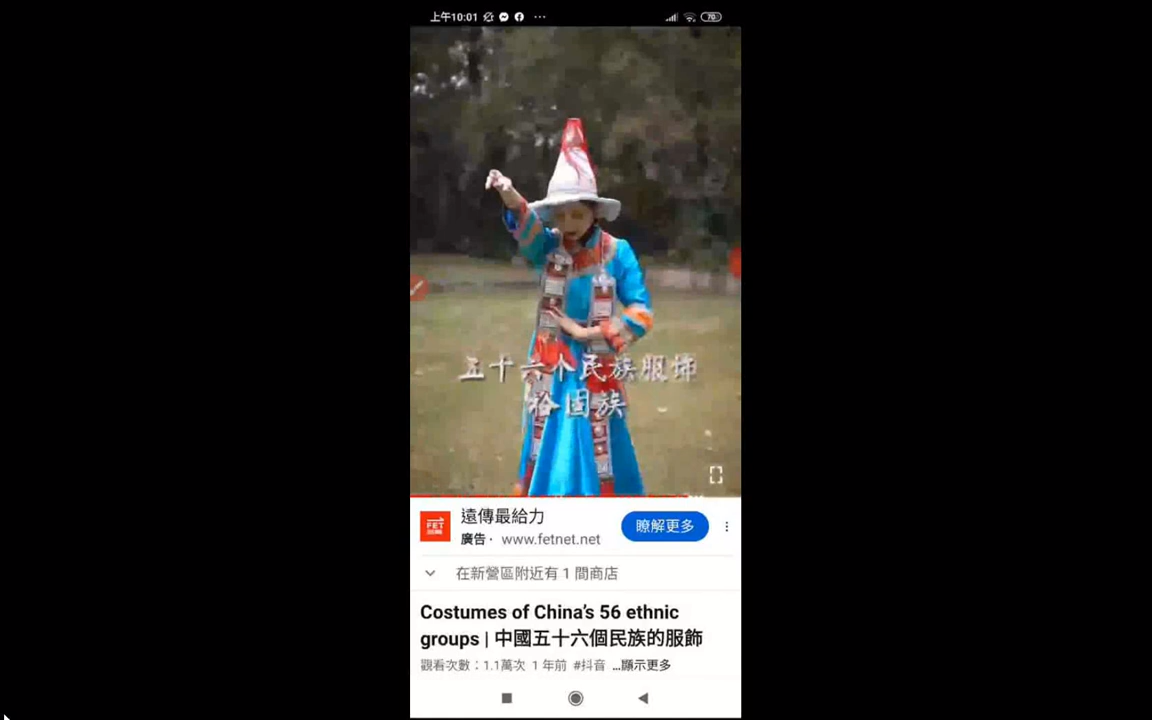 上午10:01
70
五十六个民族服饰
裕固族
FET
遠傳最給力
廣告 · www.fetnet.net
瞭解更多
在新營區附近有 1 間商店
Costumes of China’s 56 ethnic
groups | 中國五十六個民族的服飾
觀看次數：1.1萬次 1 年前 #抖音 ...顯示更多